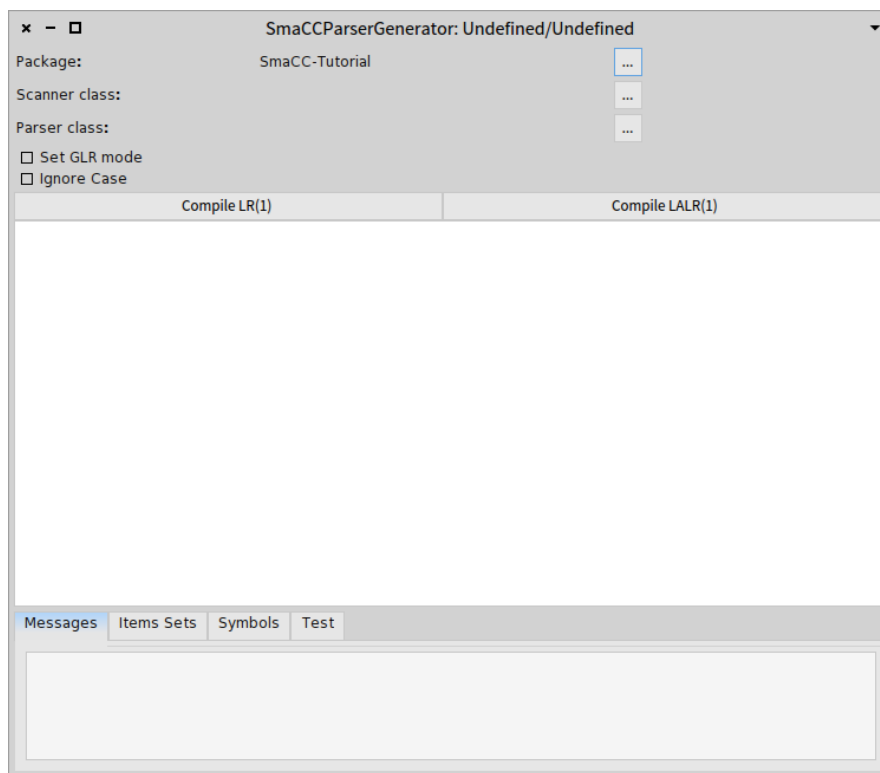 SmaCCParserGenerator: Undefined/Undefined
Package: SmaCC-Tutorial ...
Scanner class: ...
Parser class: ...
Set GLR mode
Ignore Case
Compile LR(1) Compile LALR(1)
Messages Items Sets Symbols Test